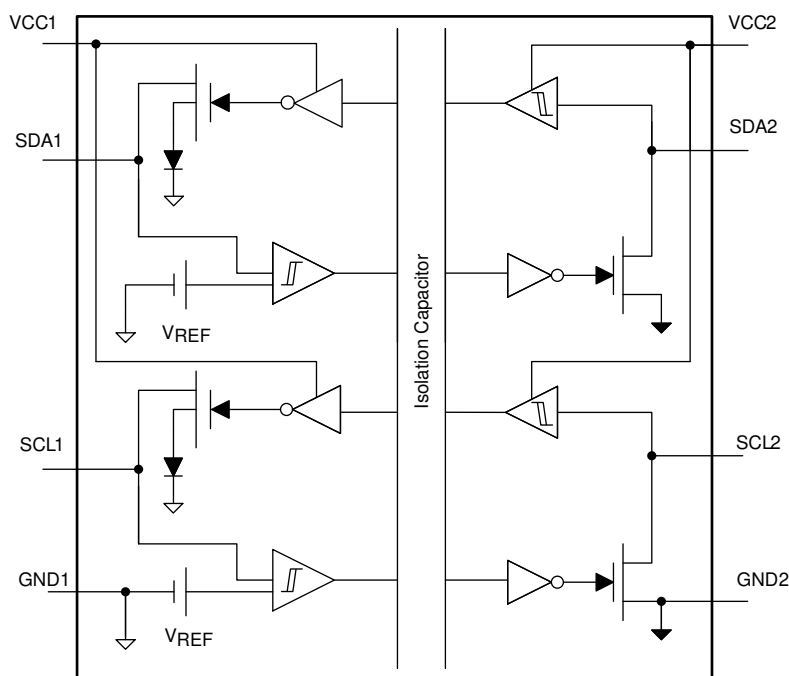 VCC1
VCC2
SDA1
SDA2
VREF
Isolation Capacitor
SCL1
SCL2
GND1
GND2
VREF